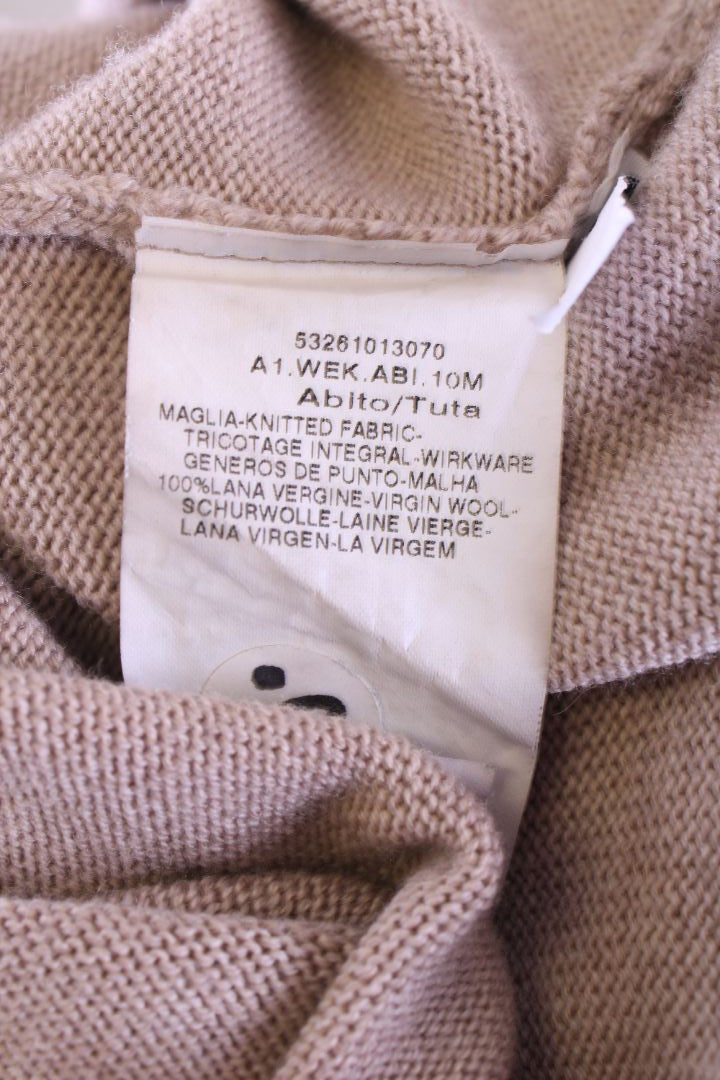 53261013070
A1.WEK.ABI.10M
Abito/Tuta
MAGLIA-KNITTED FABRIC-
TRICOTAGE INTEGRAL-WIRKWARE
GENEROS DE PUNTO-MALHA
100%LANA VERGINE-VIRGIN WOOL-
SCHURWOLLE-LAINE VIERGE-
LANA VIRGEN-LA VIRGEM